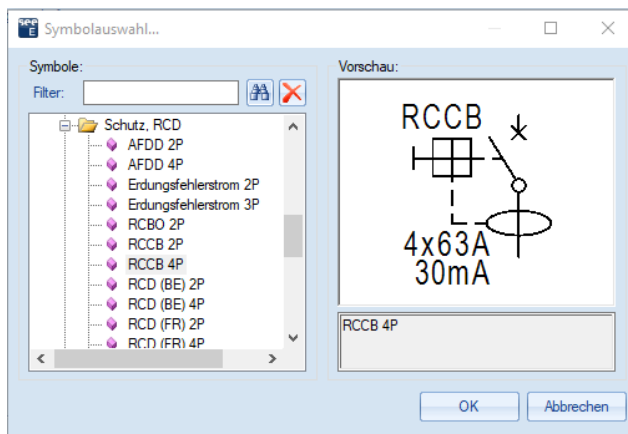 see
E
Symbolauswahl...
Symbole:
Filter:
Schutz, RCD
AFDD 2P
AFDD 4P
Erdungsfehlerstrom 2P
Erdungsfehlerstrom 3P
RCBO 2P
RCCB 2P
RCCB 4P
RCD (BE) 2P
RCD (BE) 4P
RCD (FR) 2P
RCD (FR) 4P
Vorschau:
RCCB
4x63A
30mA
RCCB 4P
OK
Abbrechen